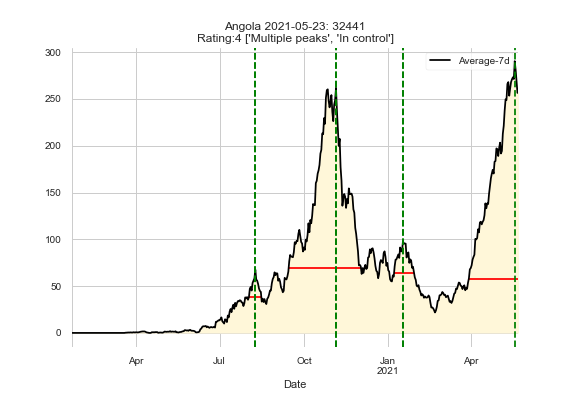 Angola 2021-05-23: 32441
Rating:4 ['Multiple peaks', 'In control']
Average-7d
300
250
200
150
100
50
0
Apr
Jul
Oct
Jan
2021
Apr
Date